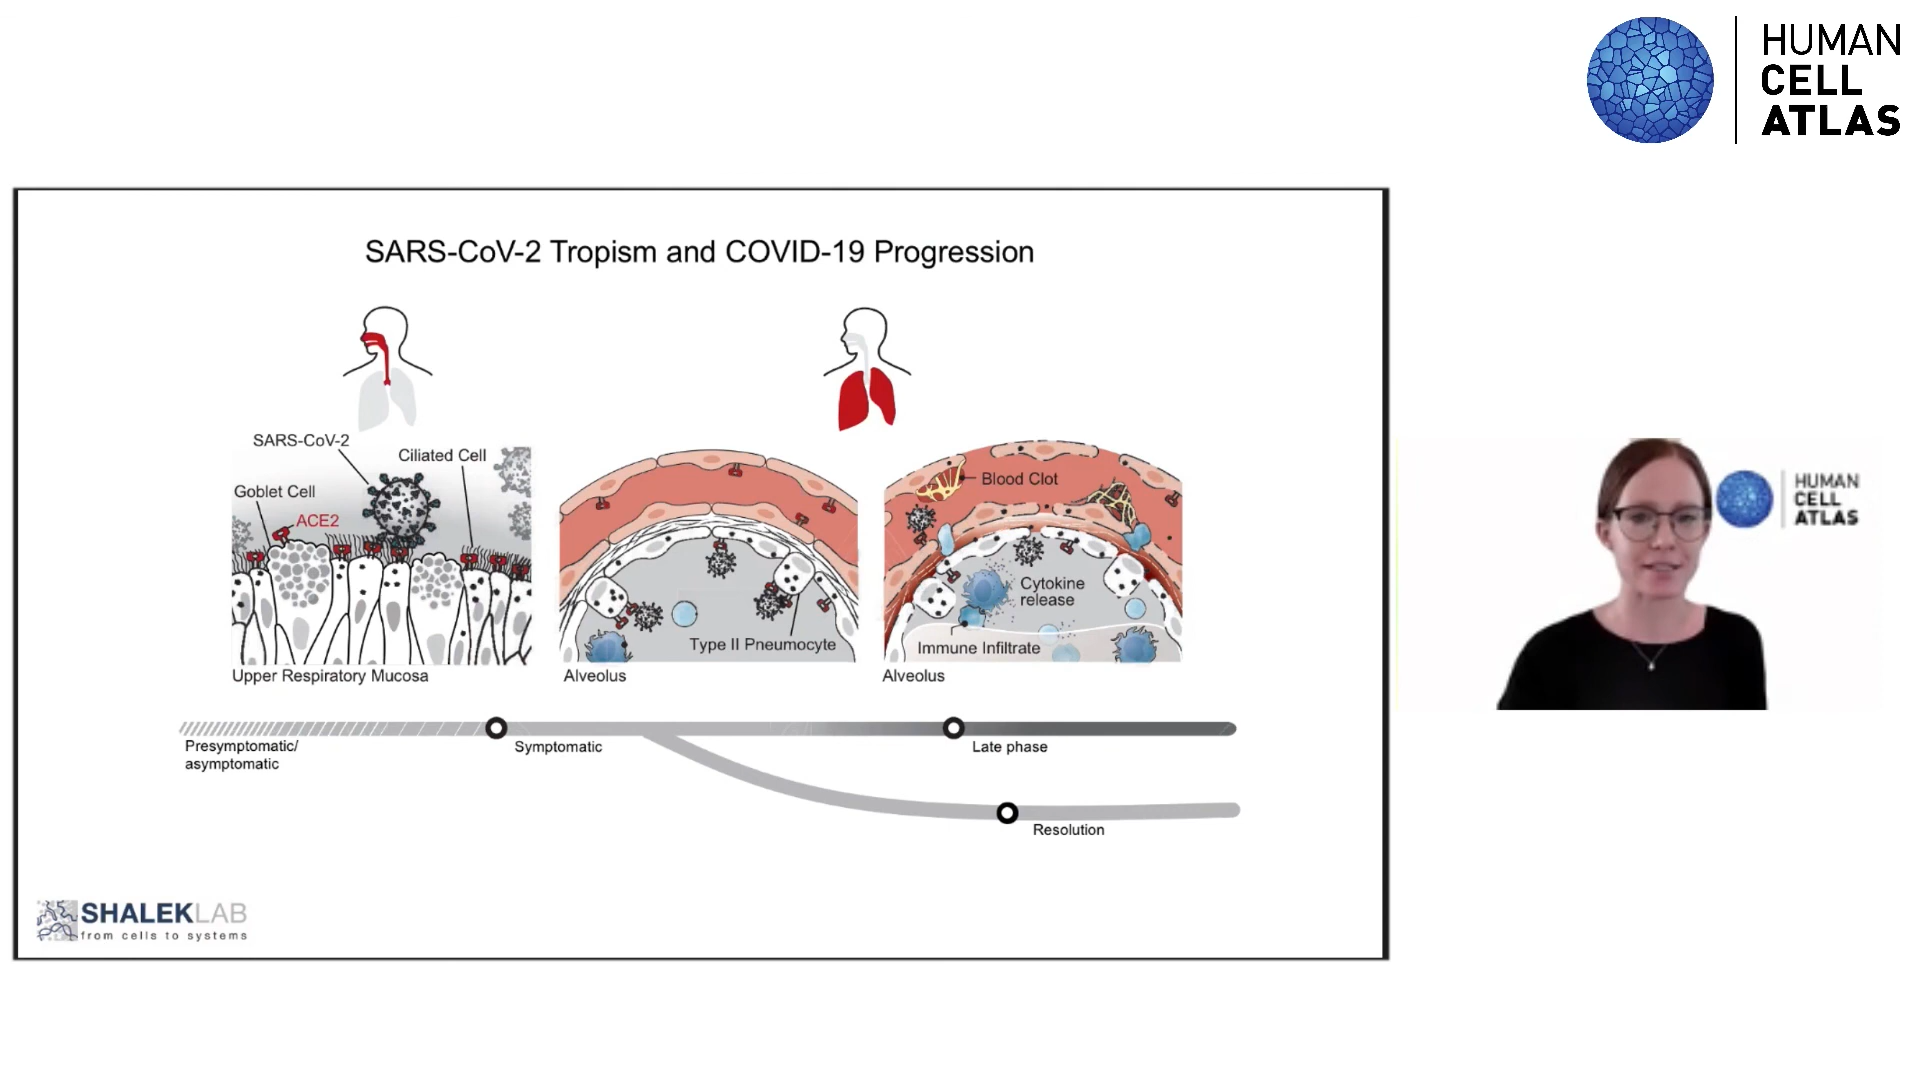 HUMAN
CELL
ATLAS
SARS-CoV-2 Tropism and COVID-19 Progression
SARS-CoV-2
Ciliated Cell
Goblet Cell
ACE2
Upper Respiratory Mucosa
Type II Pneumocyte
Alveolus
Blood Clot
Cytokine
release
Immune Infiltrate
Alveolus
Presymptomatic/
asymptomatic
Symptomatic
Late phase
Resolution
SHALEKLAB
from cells to systems
HUMAN
CELL
ATLAS